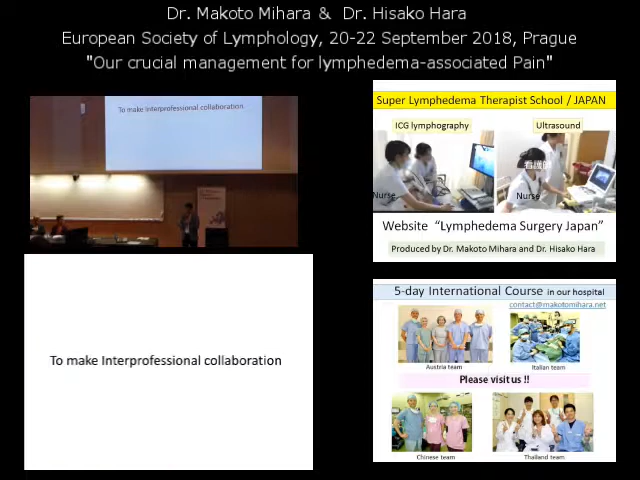 Dr. Makoto Mihara & Dr. Hisako Hara
European Society of Lymphology, 20-22 September 2018, Prague
"Our crucial management for lymphedema-associated Pain"
To make Interprofessional collaboration
To make Interprofessional collaboration
Super Lymphedema Therapist School / JAPAN
ICG lymphography
Ultrasound
看護師
Nurse
Nurse
Website “Lymphedema Surgery Japan”
Produced by Dr. Makoto Mihara and Dr. Hisako Hara
5-day International Course in our hospital
contact@makotomihara.net
Austria team
Italian team
Please visit us !!
Chinese team
Thailand team